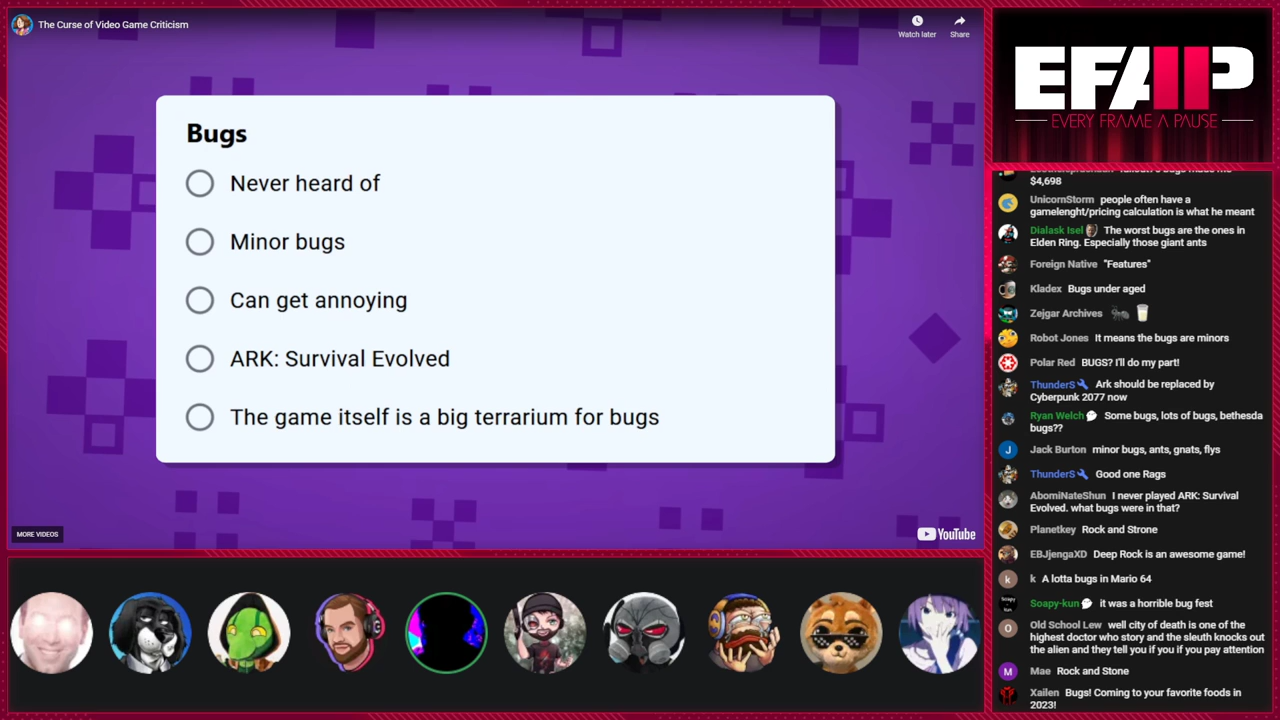 The Curse of Video Game Criticism
Watch later
Share
Bugs
Never heard of
Minor bugs
Can get annoying
ARK: Survival Evolved
The game itself is a big terrarium for bugs
MORE VIDEOS
YouTube
EFAP
EVERY FRAME A PAUSE
$4,698
UnicornStorm people often have a
gamelenght/pricing calculation is what he meant
Dialask Isel The worst bugs are the ones in
Elden Ring. Especially those giant ants
Foreign Native "Features"
Kladex Bugs under aged
Zejgar Archives
Robot Jones It means the bugs are minors
Polar Red BUGS? I'll do my part!
ThunderS Ark should be replaced by
Cyberpunk 2077 now
Ryan Welch Some bugs, lots of bugs, bethesda
bugs??
J Jack Burton minor bugs, ants, gnats, flys
ThunderS Good one Rags
AbomiNateShun I never played ARK: Survival
Evolved. what bugs were in that?
Planetkey Rock and Strone
EBJjengaXD Deep Rock is an awesome game!
k k A lotta bugs in Mario 64
Soapy-kun it was a horrible bug fest
O Old School Lew well city of death is one of the
highest doctor who story and the sleuth knocks out
the alien and they tell you if you if you pay attention
M Mae Rock and Stone
Xailen Bugs! Coming to your favorite foods in
2023!